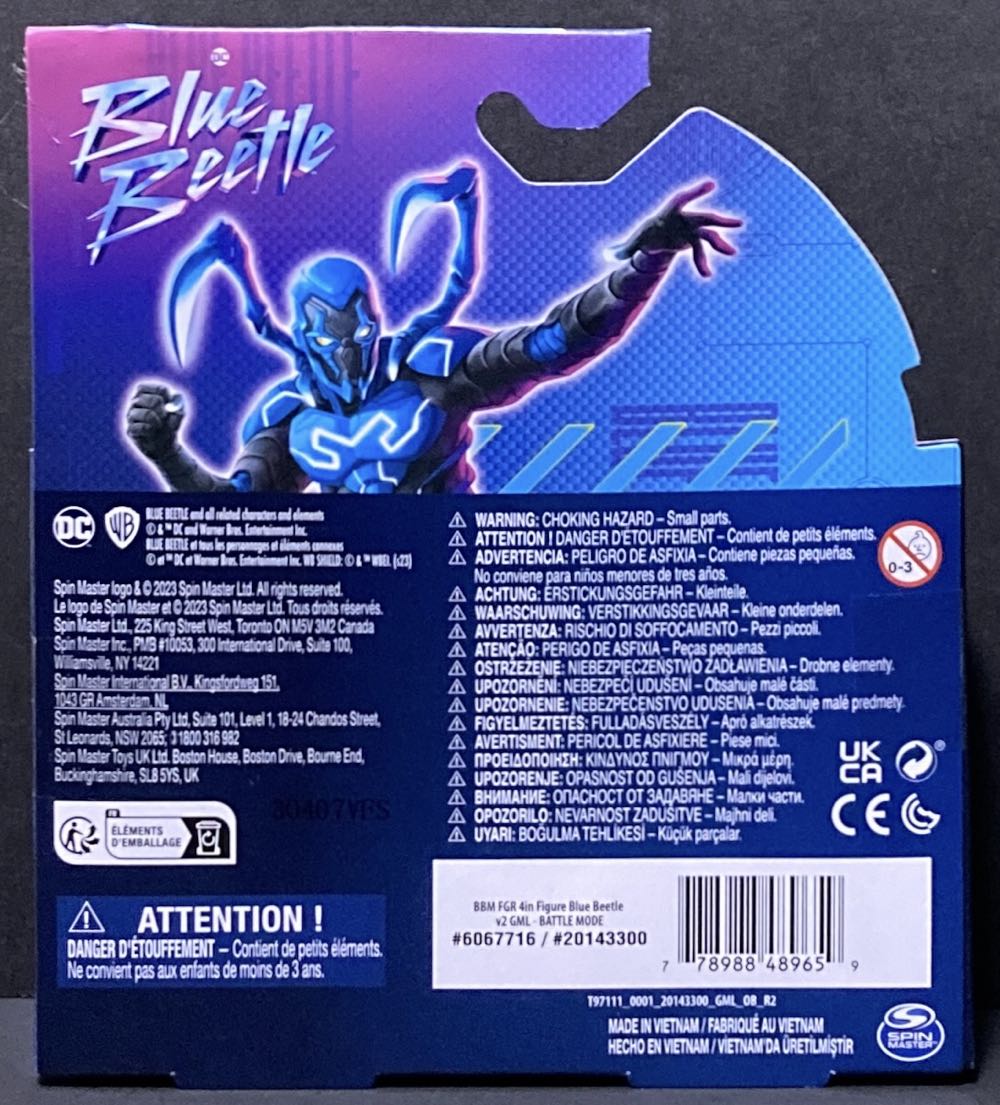 DC
Blue
Beetle
DC
WB
BLUE BEETLE and all related characters and elements
© & ™ DC and Warner Bros. Entertainment Inc.
BLUE BEETLE et tous les personnages et éléments connexes
© et ™ DC et Warner Bros. Entertainment Inc. WB SHIELD: © & ™ WBEI. (s23)
Spin Master logo & © 2023 Spin Master Ltd. All rights reserved.
Le logo de Spin Master et © 2023 Spin Master Ltd. Tous droits réservés.
Spin Master Ltd., 225 King Street West, Toronto ON M5V 3M2 Canada
Spin Master Inc., PMB #10053, 300 International Drive, Suite 100,
Williamsville, NY 14221
Spin Master International B.V., Kingsfordweg 151,
1043 GR Amsterdam, NL
Spin Master Australia Pty Ltd, Suite 101, Level 1, 18-24 Chandos Street,
St Leonards, NSW 2065; 1800 316 982
Spin Master Toys UK Ltd. Boston House, Boston Drive, Bourne End,
Buckinghamshire, SL8 5YS, UK
30407VFS
FR
ÉLÉMENTS
D'EMBALLAGE
ATTENTION !
DANGER D'ÉTOUFFEMENT – Contient de petits éléments.
Ne convient pas aux enfants de moins de 3 ans.
WARNING: CHOKING HAZARD – Small parts.
ATTENTION ! DANGER D'ÉTOUFFEMENT – Contient de petits éléments.
ADVERTENCIA: PELIGRO DE ASFIXIA – Contiene piezas pequeñas.
No conviene para niños menores de tres años.
ACHTUNG: ERSTICKUNGSGEFAHR – Kleinteile.
WAARSCHUWING: VERSTIKKINGSGEVAAR – Kleine onderdelen.
AVVERTENZA: RISCHIO DI SOFFOCAMENTO – Pezzi piccoli.
ATENÇÃO: PERIGO DE ASFIXIA – Peças pequenas.
OSTRZEŻENIE: NIEBEZPIECZEŃSTWO ZADŁAWIENIA – Drobne elementy.
UPOZORNĚNÍ: NEBEZPEČÍ UDUŠENÍ – Obsahuje malé části.
UPOZORNENIE: NEBEZPEČENSTVO UDUSENIA – Obsahuje malé predmety.
FIGYELMEZTETÉS: FULLADÁSVESZÉLY – Apró alkatrészek.
AVERTISMENT: PERICOL DE ASFIXIERE – Piese mici.
ΠΡΟΕΙΔΟΠΟΙΗΣΗ: ΚΙΝΔΥΝΟΣ ΠΝΙΓΜΟΥ – Μικρά μέρη.
UPOZORENJE: OPASNOST OD GUŠENJA – Mali dijelovi.
ВНИМАНИЕ: ОПАСНОСТ ОТ ЗАДАВЯНЕ – Малки части.
OPOZORILO: NEVARNOST ZADUŠITVE – Majhni deli.
UYARI: BOĞULMA TEHLİKESİ – Küçük parçalar.
0-3
UK
CA
CE
BBM FGR 4in Figure Blue Beetle
v2 GML - BATTLE MODE
#6067716 / #20143300
7 78988 48965 9
T97111_0001_20143300_GML_OB_R2
MADE IN VIETNAM / FABRIQUÉ AU VIETNAM
HECHO EN VIETNAM / VİETNAM'DA ÜRETİLMİŞTİR
SPIN
MASTER